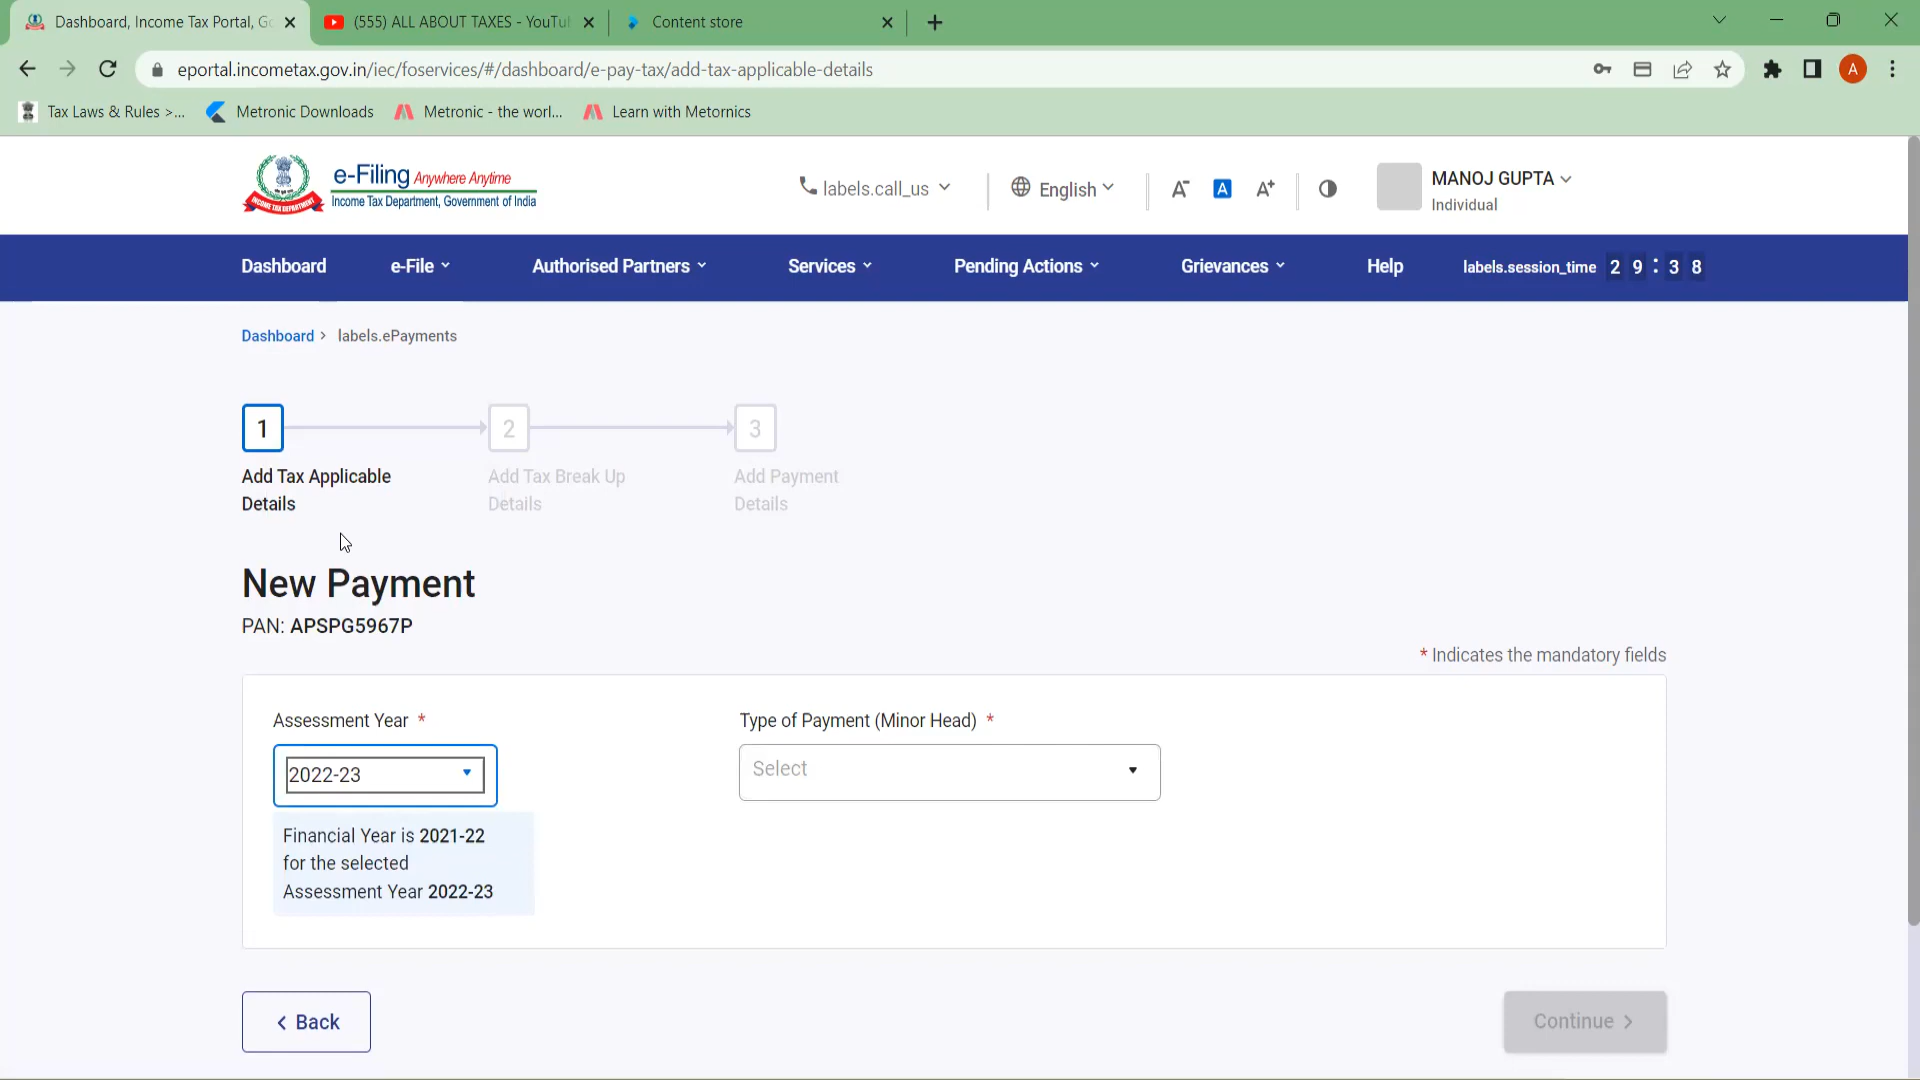 Dashboard, Income Tax Portal, Go
(555) ALL ABOUT TAXES - YouTu
Content store
eportal.incometax.gov.in/iec/foservices/#/dashboard/e-pay-tax/add-tax-applicable-details
A
Tax Laws & Rules >...
Metronic Downloads
Metronic - the worl...
Learn with Metornics
INCOME TAX DEPARTMENT
e-Filing Anywhere Anytime
Income Tax Department, Government of India
labels.call_us
English
A-
A
A+
MANOJ GUPTA
Individual
Dashboard
e-File
Authorised Partners
Services
Pending Actions
Grievances
Help
labels.session_time 2 9 : 3 8
Dashboard > labels.ePayments
1
2
3
Add Tax Applicable
Details
Add Tax Break Up
Details
Add Payment
Details
New Payment
PAN: APSPG5967P
* Indicates the mandatory fields
Assessment Year *
Type of Payment (Minor Head) *
2022-23
Select
Financial Year is 2021-22
for the selected
Assessment Year 2022-23
< Back
Continue >